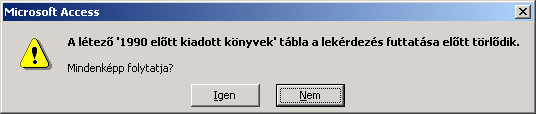 Microsoft Access
A létező '1990 előtt kiadott könyvek' tábla a lekérdezés futtatása előtt törlődik.
Mindenképp folytatja?
Igen
Nem